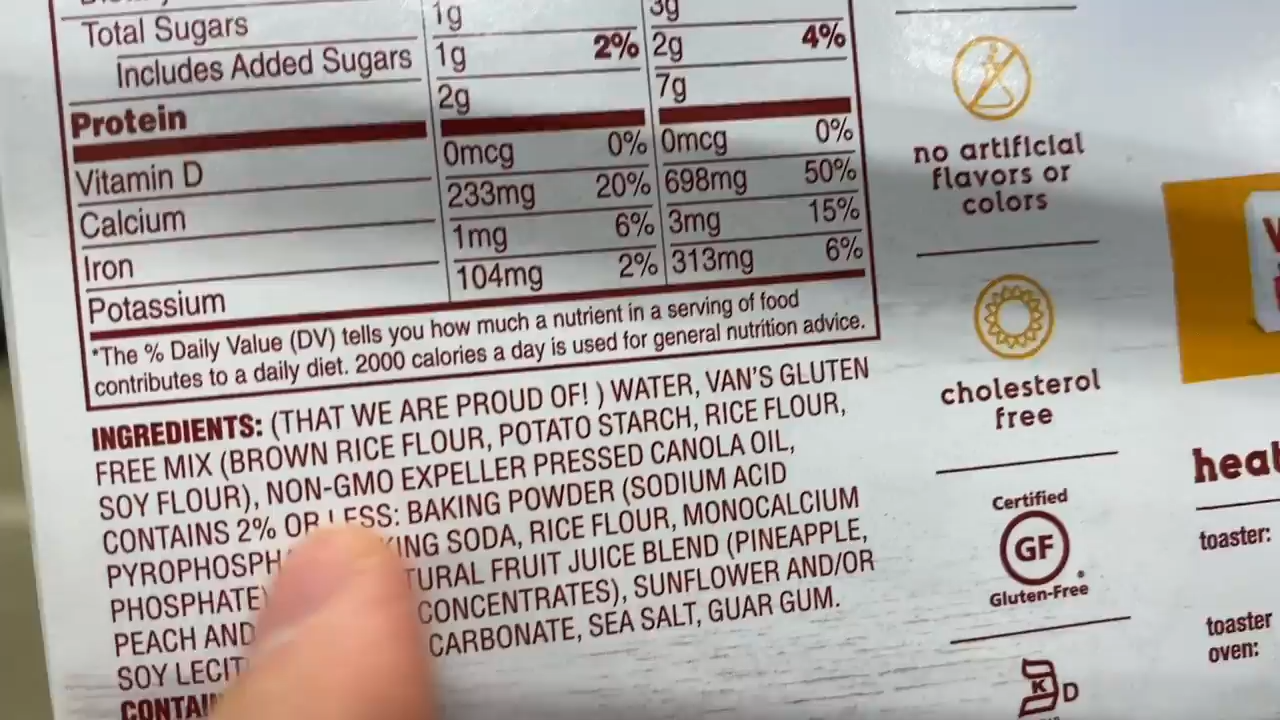 Total Sugars 1g 3g
Includes Added Sugars 1g 2% 2g 4%
Protein 2g 7g
Vitamin D 0mcg 0% 0mcg 0%
Calcium 233mg 20% 698mg 50%
Iron 1mg 6% 3mg 15%
Potassium 104mg 2% 313mg 6%
*The % Daily Value (DV) tells you how much a nutrient in a serving of food
contributes to a daily diet. 2000 calories a day is used for general nutrition advice.
INGREDIENTS: (THAT WE ARE PROUD OF! ) WATER, VAN'S GLUTEN
FREE MIX (BROWN RICE FLOUR, POTATO STARCH, RICE FLOUR,
SOY FLOUR), NON-GMO EXPELLER PRESSED CANOLA OIL,
CONTAINS 2% OR LESS: BAKING POWDER (SODIUM ACID
SODA, RICE FLOUR, MONOCALCIUM
PHOSPHATE) FRUIT JUICE BLEND (PINEAPPLE,
PEACH AND CONCENTRATES), SUNFLOWER AND/OR
SOY CARBONATE, SEA SALT, GUAR GUM.
no artificial
flavors or
colors
cholesterol
free
Certified
GF
Gluten-Free
K D
toaster:
toaster
oven: